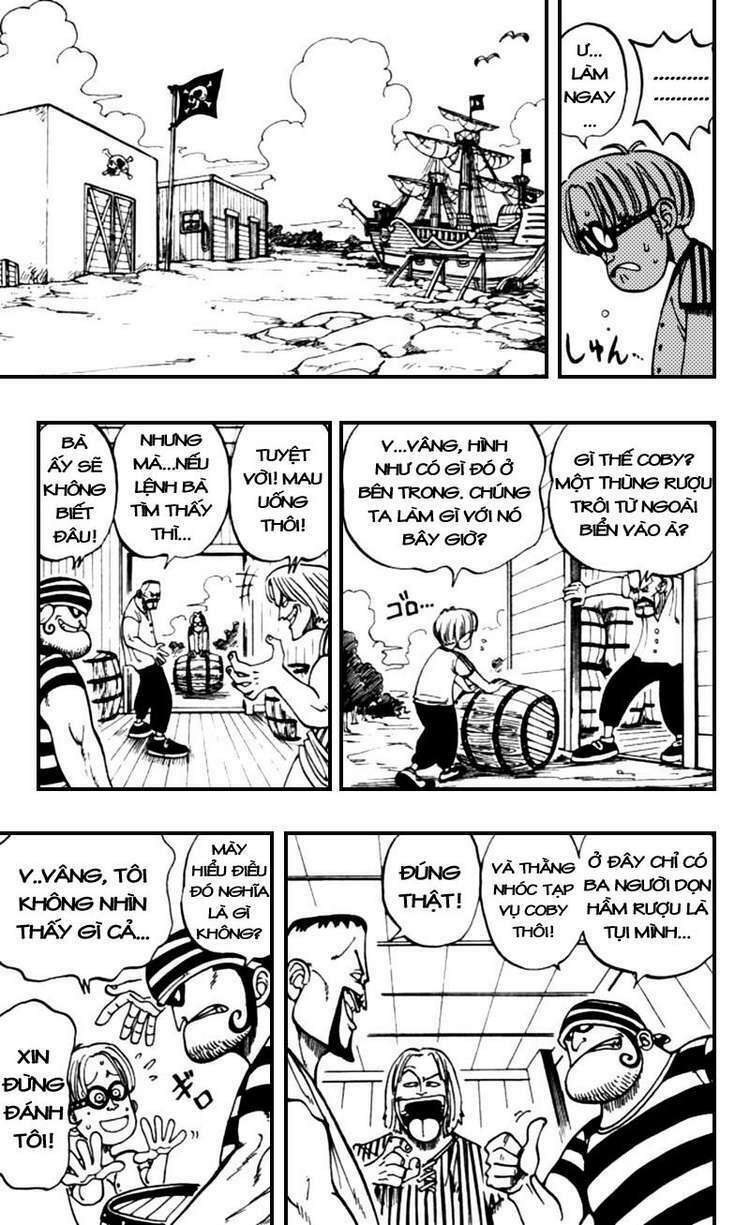 ...........
...........
Ư...
LÀM
NGAY
...
しゅん...
GÌ THẾ COBY?
MỘT THÙNG RƯỢU
TRÔI TỪ NGOÀI
BIỂN VÀO À?
V...VÂNG, HÌNH
NHƯ CÓ GÌ ĐÓ Ở
BÊN TRONG. CHÚNG
TA LÀM GÌ VỚI NÓ
BÂY GIỜ?
ゴロ...
TUYỆT
VỜI! MAU
UỐNG
THÔI!
NHƯNG
MÀ...NẾU
LỆNH BÀ
TÌM THẤY
THÌ...
BÀ
ẤY SẼ
KHÔNG
BIẾT
ĐÂU!
Ở ĐÂY CHỈ CÓ
BA NGƯỜI DỌN
HẦM RƯỢU LÀ
TỤI MÌNH...
VÀ THẰNG
NHÓC TẠP
VỤ COBY
THÔI!
ĐÚNG
THẬT!
MÀY
HIỂU ĐIỀU
ĐÓ NGHĨA
LÀ GÌ
KHÔNG?
V..VÂNG, TÔI
KHÔNG NHÌN
THẤY GÌ CẢ...
ギロ
XIN
ĐỪNG
ĐÁNH
TÔI!